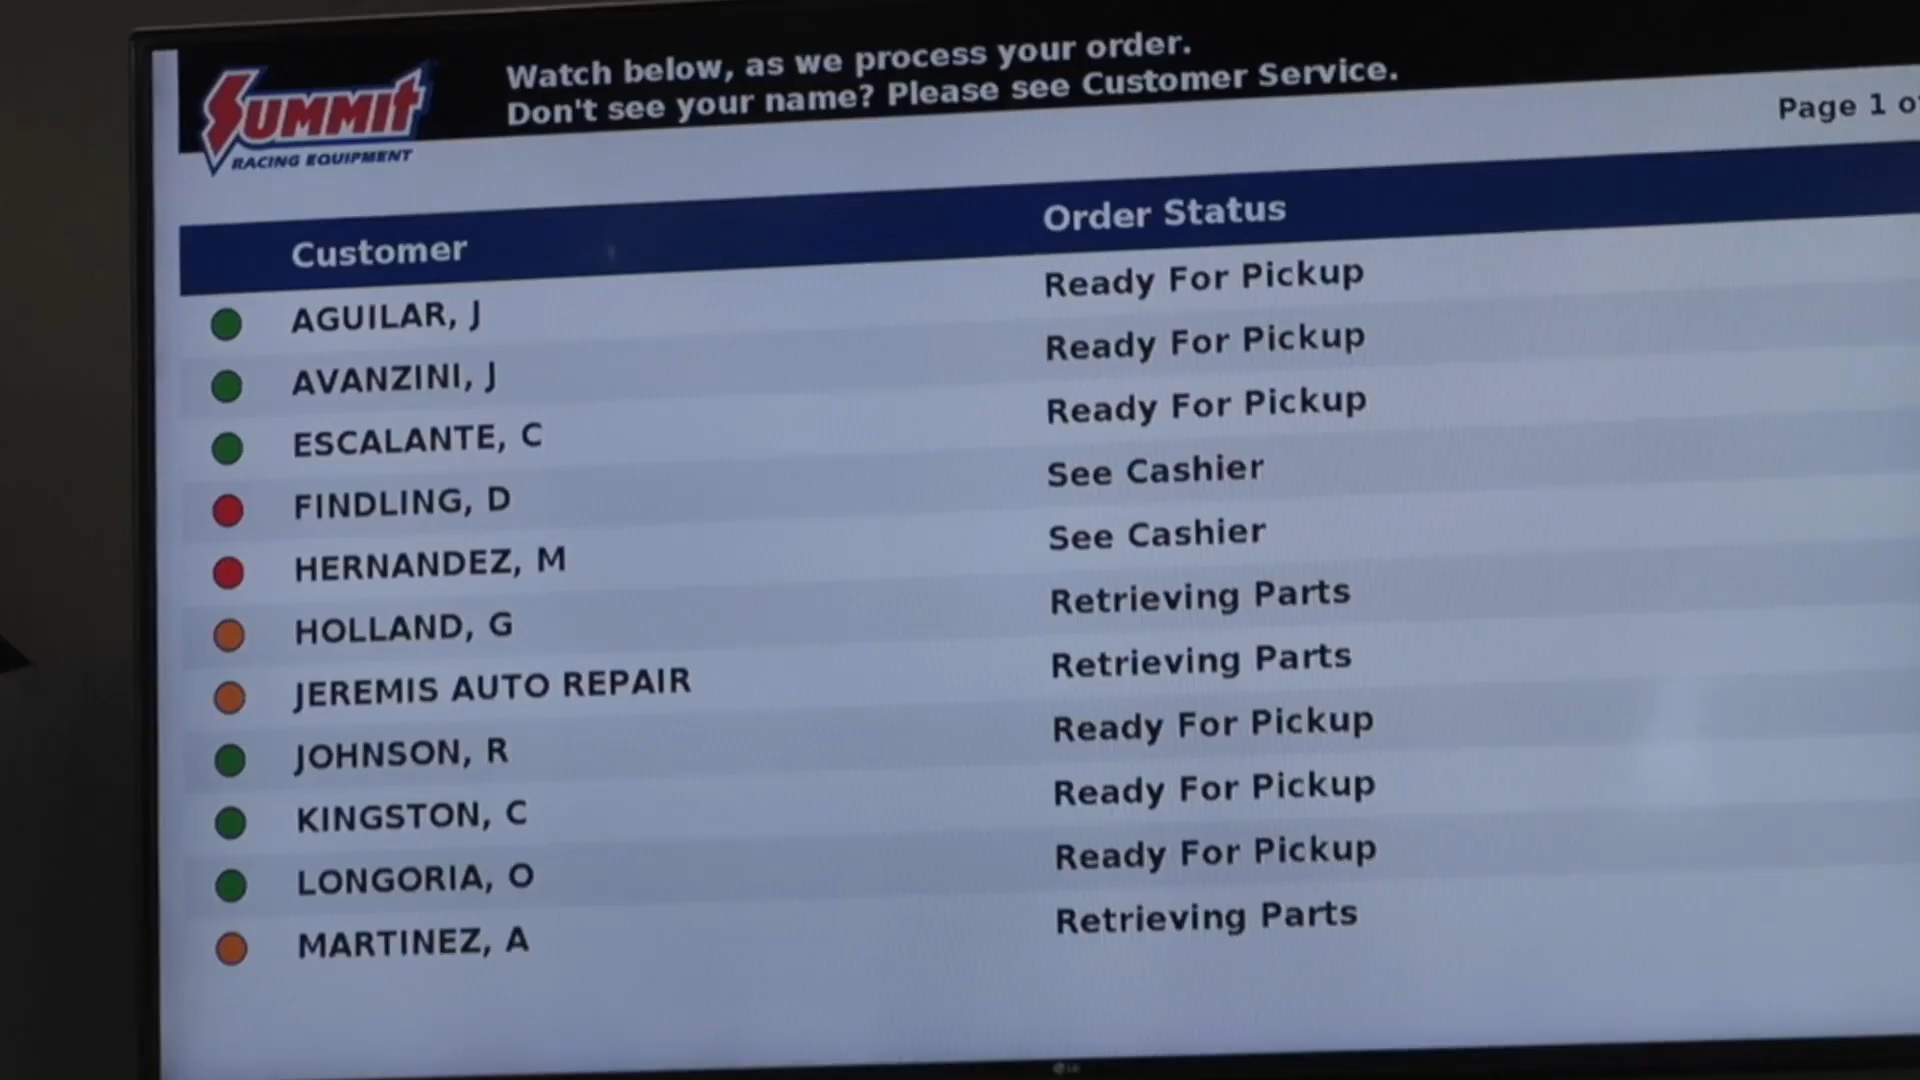 SUMMIT
RACING EQUIPMENT
Watch below, as we process your order.
Don't see your name? Please see Customer Service.
Page 1
Customer Order Status
AGUILAR, J Ready For Pickup
AVANZINI, J Ready For Pickup
ESCALANTE, C Ready For Pickup
FINDLING, D See Cashier
HERNANDEZ, M See Cashier
HOLLAND, G Retrieving Parts
JEREMIS AUTO REPAIR Retrieving Parts
JOHNSON, R Ready For Pickup
KINGSTON, C Ready For Pickup
LONGORIA, O Ready For Pickup
MARTINEZ, A Retrieving Parts
LG